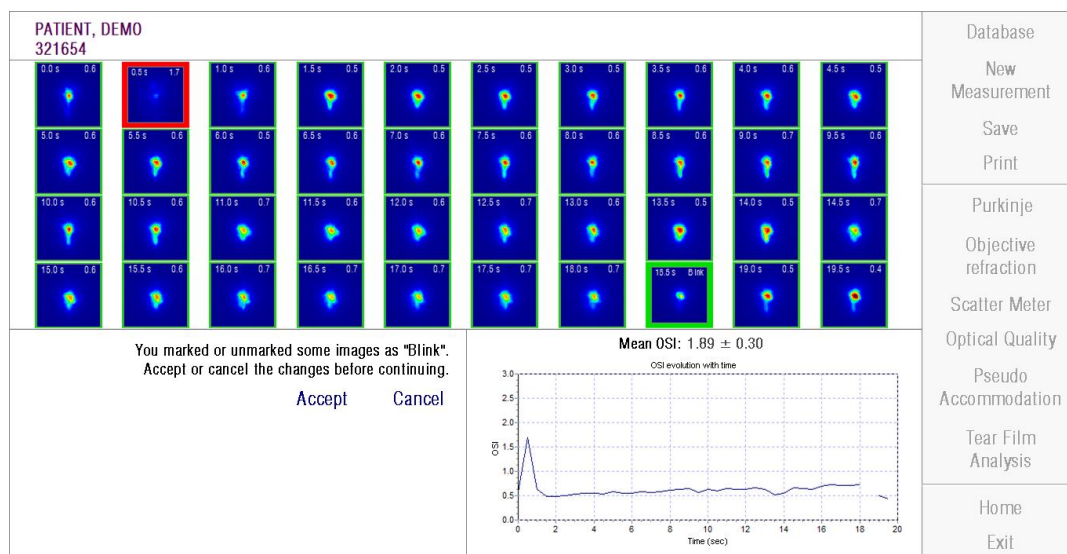 PATIENT, DEMO
321654
0.0 s 0.6
0.5 s 1.7
1.0 s 0.6
1.5 s 0.5
2.0 s 0.5
2.5 s 0.5
3.0 s 0.5
3.5 s 0.6
4.0 s 0.6
4.5 s 0.5
5.0 s 0.6
5.5 s 0.6
6.0 s 0.5
6.5 s 0.6
7.0 s 0.6
7.5 s 0.6
8.0 s 0.6
8.5 s 0.6
9.0 s 0.7
9.5 s 0.6
10.0 s 0.6
10.5 s 0.6
11.0 s 0.7
11.5 s 0.6
12.0 s 0.6
12.5 s 0.7
13.0 s 0.6
13.5 s 0.5
14.0 s 0.5
14.5 s 0.7
15.0 s 0.6
15.5 s 0.6
16.0 s 0.7
16.5 s 0.7
17.0 s 0.7
17.5 s 0.7
18.0 s 0.7
18.5 s Blink
19.0 s 0.5
19.5 s 0.4
You marked or unmarked some images as "Blink".
Accept or cancel the changes before continuing.
Accept Cancel
Mean OSI: 1.89 ± 0.30
OSI evolution with time
3.0
2.5
2.0
1.5
1.0
0.5
0.0
OSI
0 2 4 6 8 10 12 14 16 18 20
Time (sec)
Database
New
Measurement
Save
Print
Purkinje
Objective
refraction
Scatter Meter
Optical Quality
Pseudo
Accommodation
Tear Film
Analysis
Home
Exit